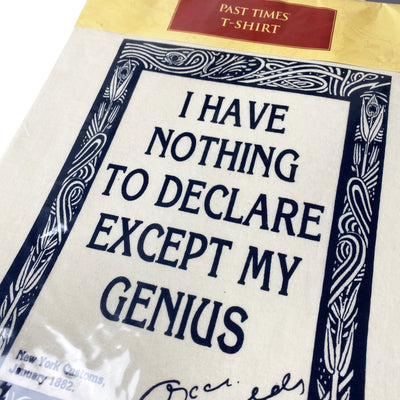 PAST TIMES
T-SHIRT
I HAVE
NOTHING
TO DECLARE
EXCEPT MY
GENIUS
New York Customs,
January 1882.